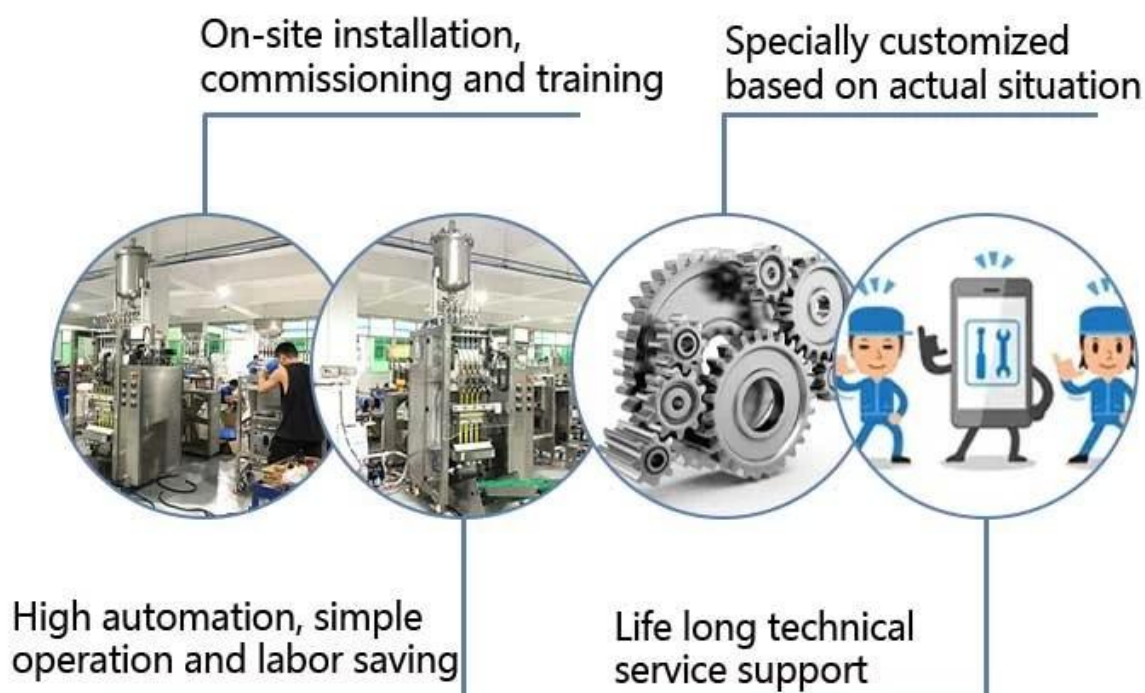 On-site installation,
commissioning and training
Specially customized
based on actual situation
High automation, simple
operation and labor saving
Life long technical
service support